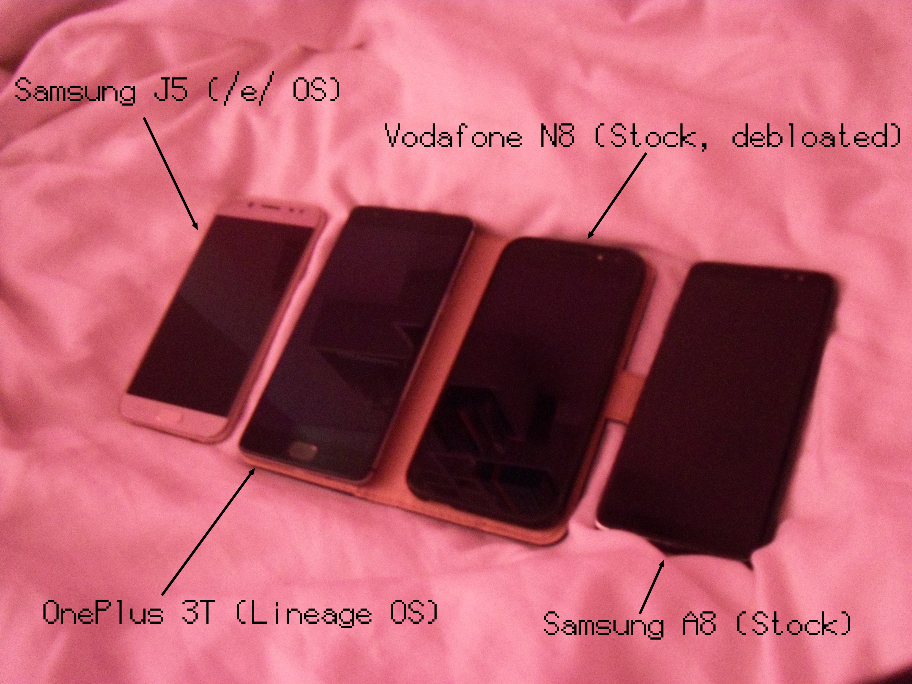 Samsung J5 (/e/ OS)
Vodafone N8 (Stock, debloated)
OnePlus 3T (Lineage OS)
Samsung A8 (Stock)